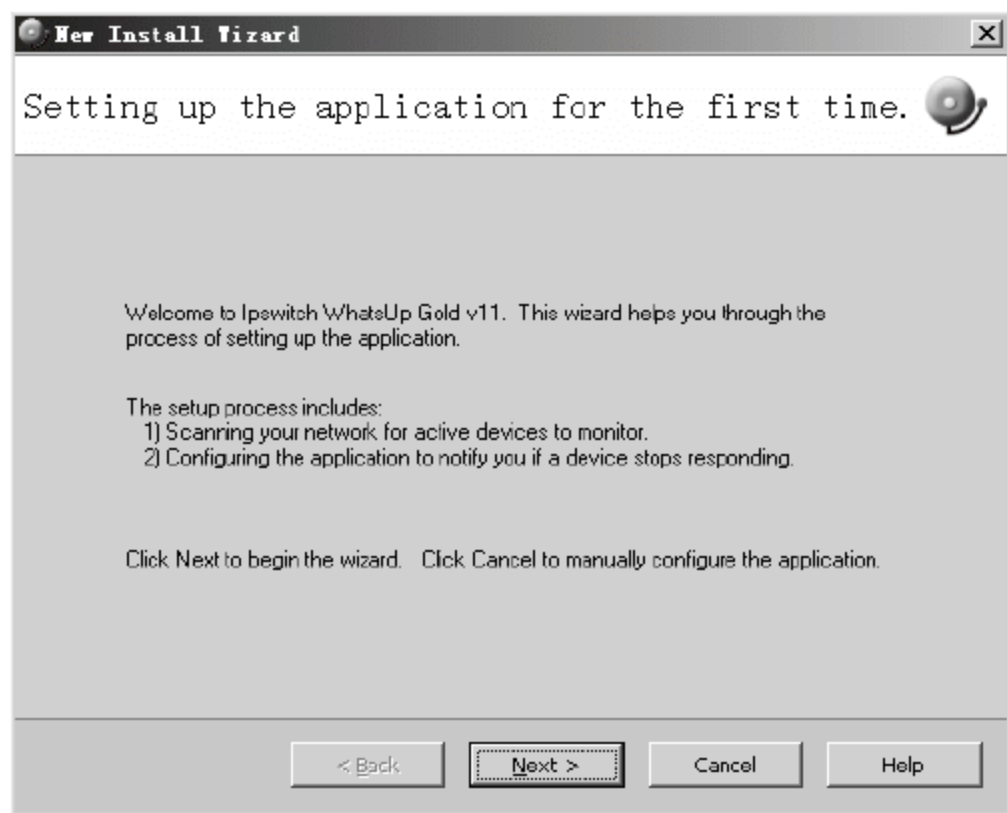 New Install Wizard
Setting up the application for the first time.
Welcome to Ipswitch WhatsUp Gold v11.  This wizard helps you through the
process of setting up the application.
The setup process includes:
1) Scanning your network for active devices to monitor.
2) Configuring the application to notify you if a device stops responding.
Click Next to begin the wizard.   Click Cancel to manually configure the application.
< Back
Next >
Cancel
Help